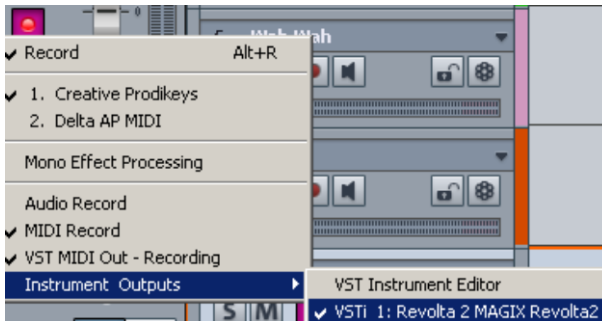 0
Wah Wah
Record Alt+R
1. Creative Prodikeys
2. Delta AP MIDI
Mono Effect Processing
Audio Record
MIDI Record
VST MIDI Out - Recording
Instrument Outputs
VST Instrument Editor
S M
VSTi 1: Revolta 2 MAGIX Revolta2